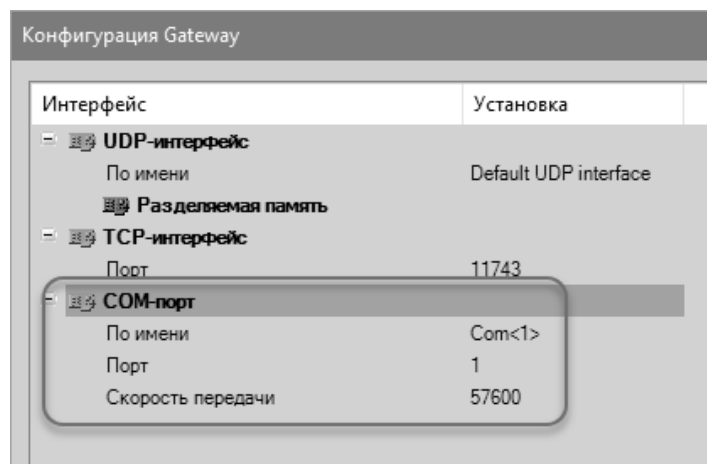 Конфигурация Gateway
Интерфейс Установка
UDP-интерфейс
По имени Default UDP interface
Разделяемая память
TCP-интерфейс
Порт 11743
COM-порт
По имени Com<1>
Порт 1
Скорость передачи 57600